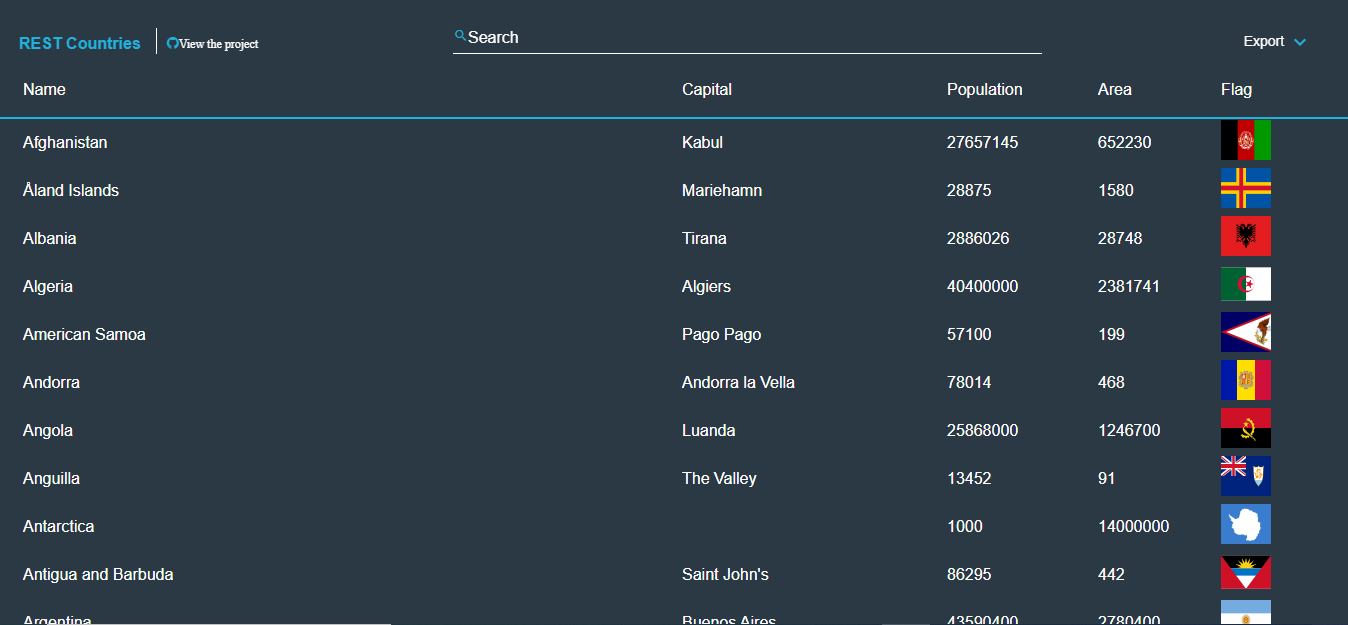 REST Countries View the project Search Export
Name Capital Population Area Flag
Afghanistan Kabul 27657145 652230
Åland Islands Mariehamn 28875 1580
Albania Tirana 2886026 28748
Algeria Algiers 40400000 2381741
American Samoa Pago Pago 57100 199
Andorra Andorra la Vella 78014 468
Angola Luanda 25868000 1246700
Anguilla The Valley 13452 91
Antarctica 1000 14000000
Antigua and Barbuda Saint John's 86295 442
Argentina Buenos Aires 43590400 2780400